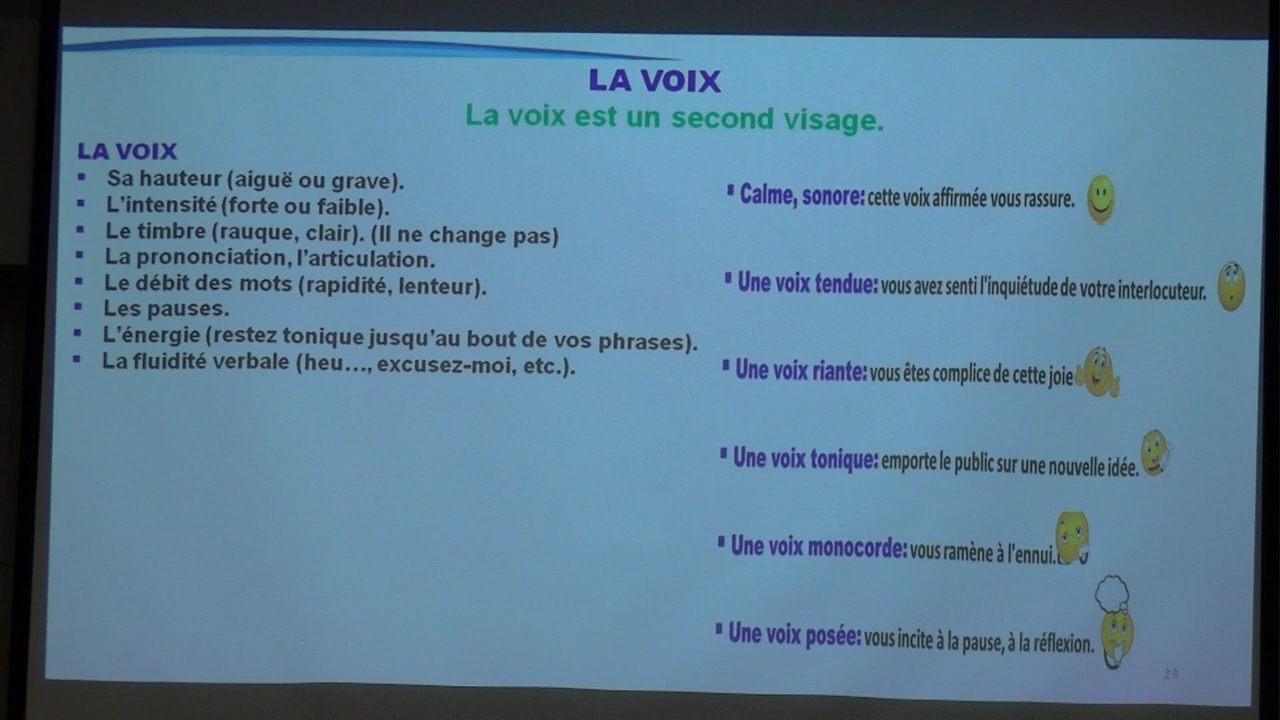 LA VOIX
La voix est un second visage.
LA VOIX
▪ Sa hauteur (aiguë ou grave).
▪ L'intensité (forte ou faible).
▪ Le timbre (rauque, clair). (Il ne change pas)
▪ La prononciation, l'articulation.
▪ Le débit des mots (rapidité, lenteur).
▪ Les pauses.
▪ L'énergie (restez tonique jusqu'au bout de vos phrases).
▪ La fluidité verbale (heu..., excusez-moi, etc.).
▪ Calme, sonore: cette voix affirmée vous rassure.
▪ Une voix tendue: vous avez senti l'inquiétude de votre interlocuteur.
▪ Une voix riante: vous êtes complice de cette joie
▪ Une voix tonique: emporte le public sur une nouvelle idée.
▪ Une voix monocorde: vous ramène à l'ennui.
▪ Une voix posée: vous incite à la pause, à la réflexion.
23